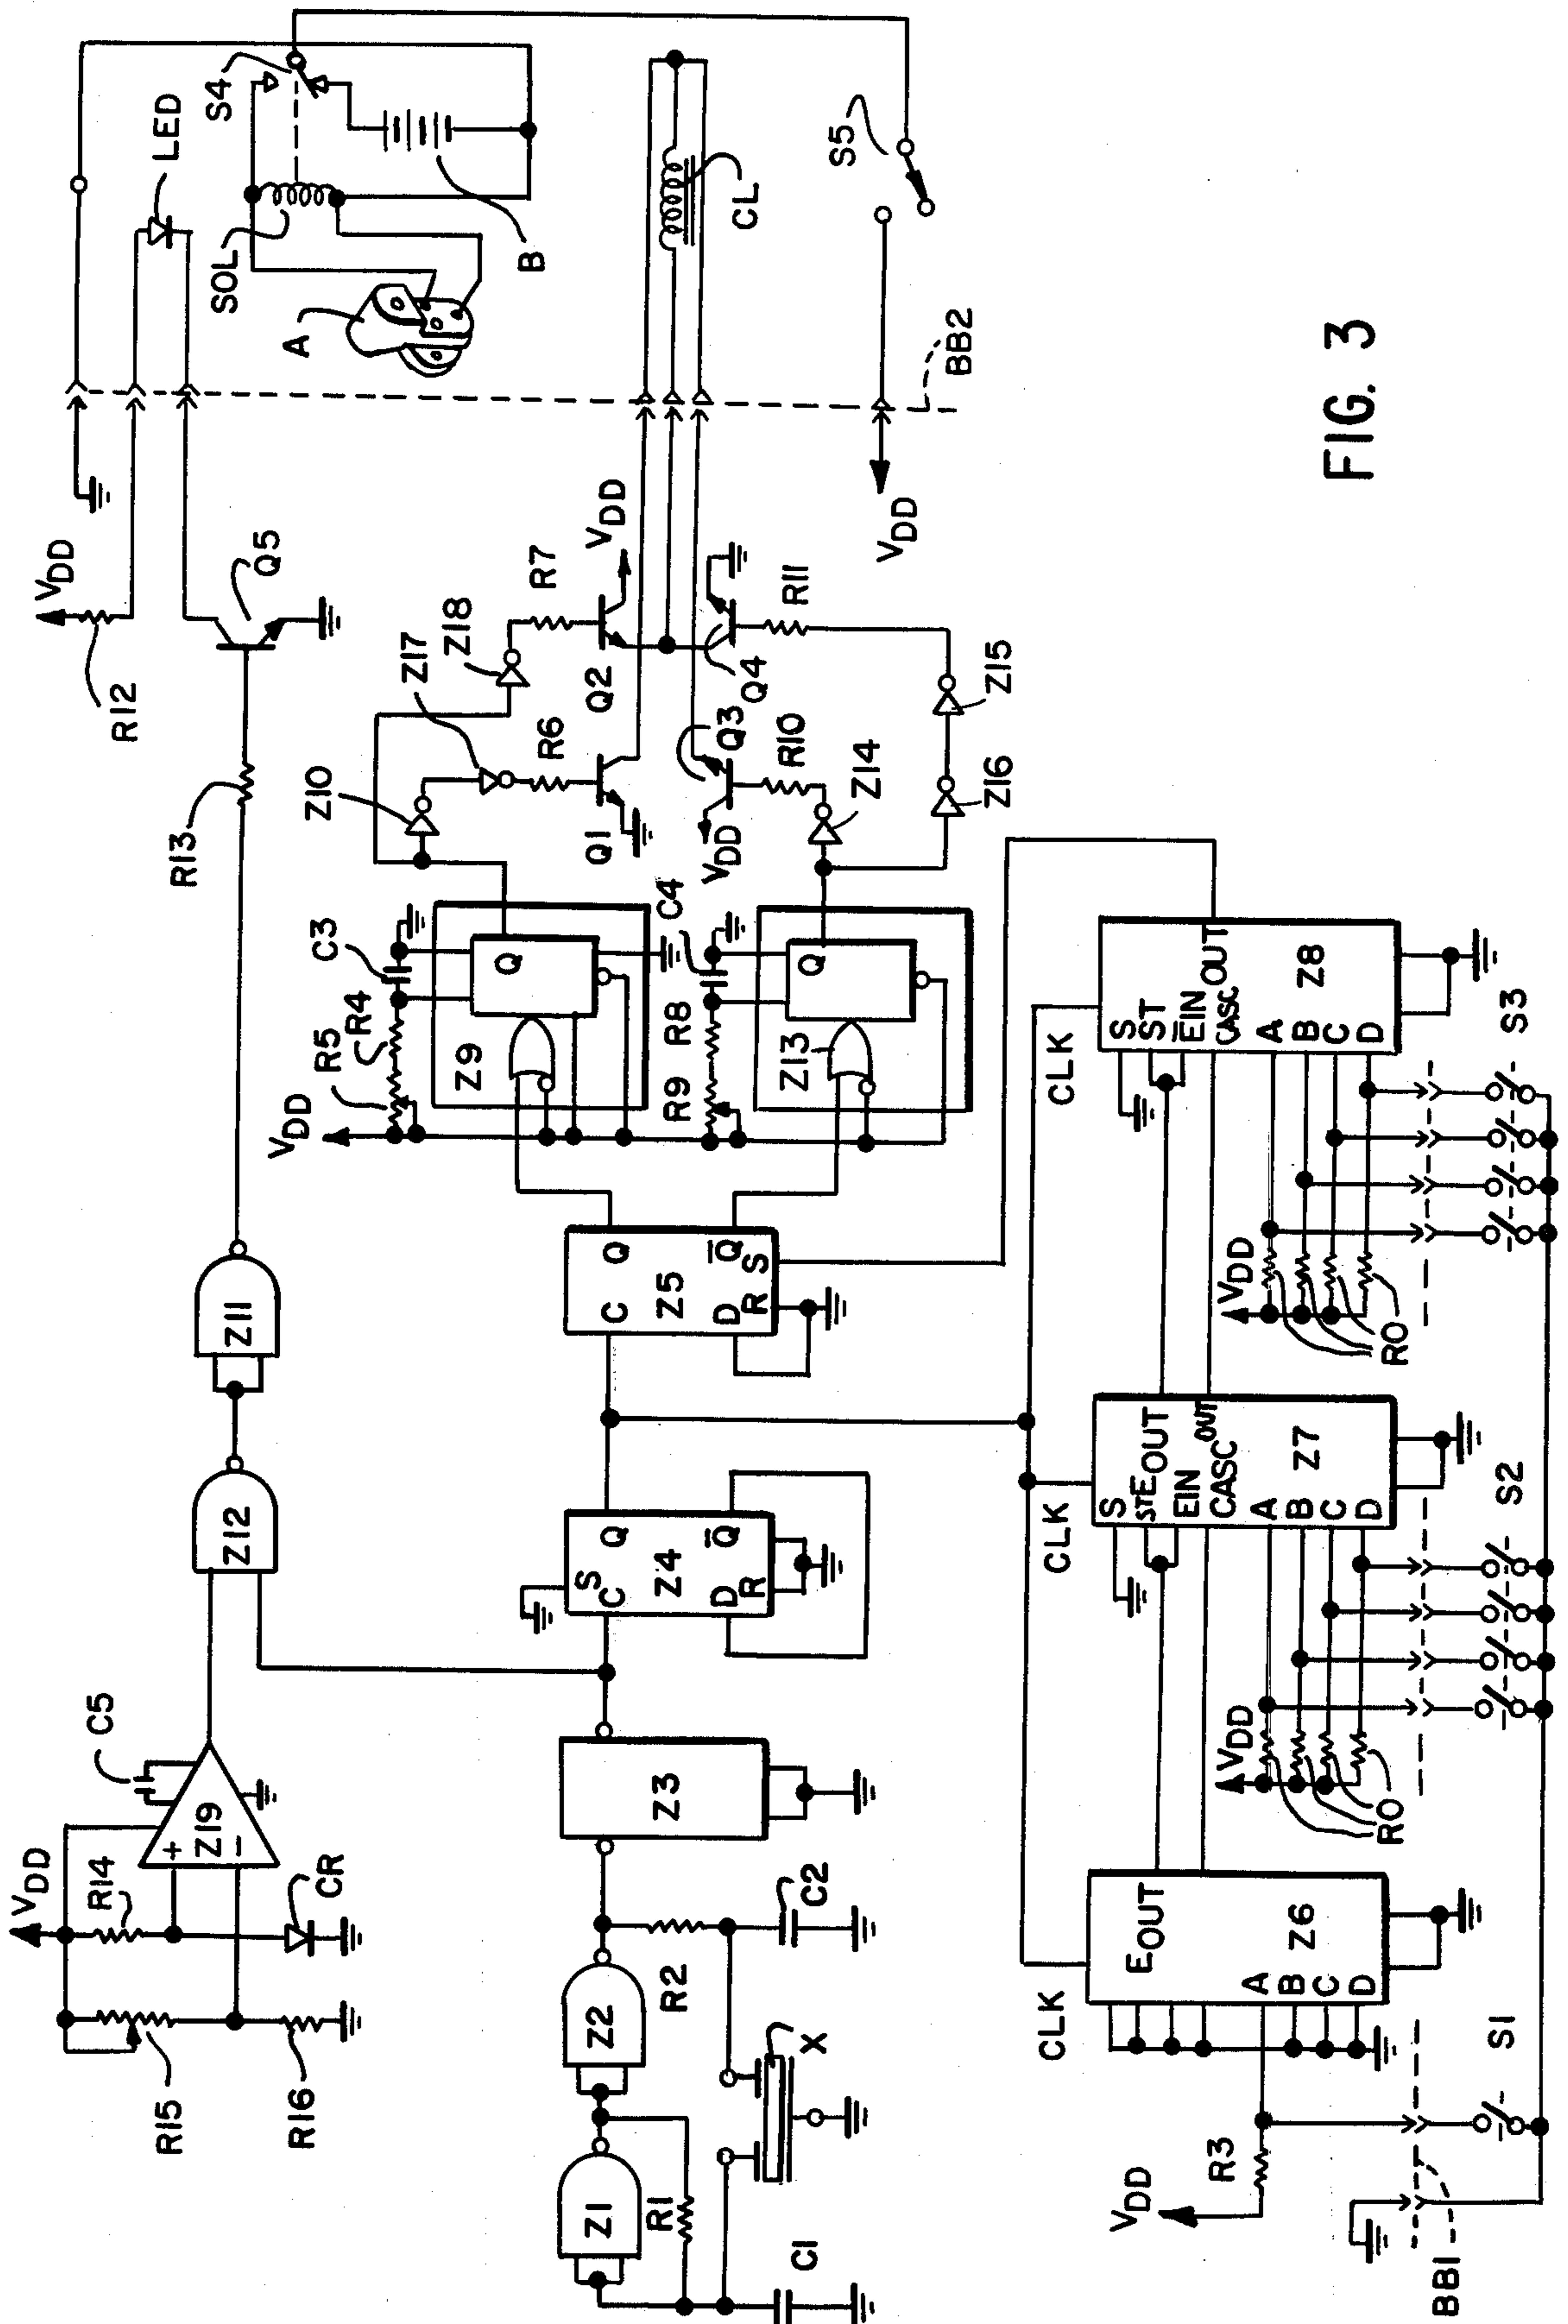 S4
LED
SOL
A
B
CL
S5
BB2
VDD
VDD
R12
Q5
R13
FIG. 3
VDD
R7
Z18
Z17
Q2
Q4
R11
Z15
Z10
R6
Q1
Q3
VDD
R10
Z14
Z16
C3
R4
R5
VDD
Q
Z9
C4
R8
R9
Q
Z13
Z11
Z12
C Q
Z5
D Q
R S
S
C Q
Z4
D Q
R
CLK
S
ST
EIN
CASC OUT
A
B
C
D
Z8
S3
VDD
RO
C5
VDD
R14
+
Z19
−
CR
R15
R16
Z3
CLK
S
STEOUT
EIN
CASC OUT
A
B
C
D
Z7
S2
VDD
RO
Z2
R2
C2
X
Z1
R1
C1
CLK
EOUT
A
B
C
D
Z6
S1
R3
VDD
BB1